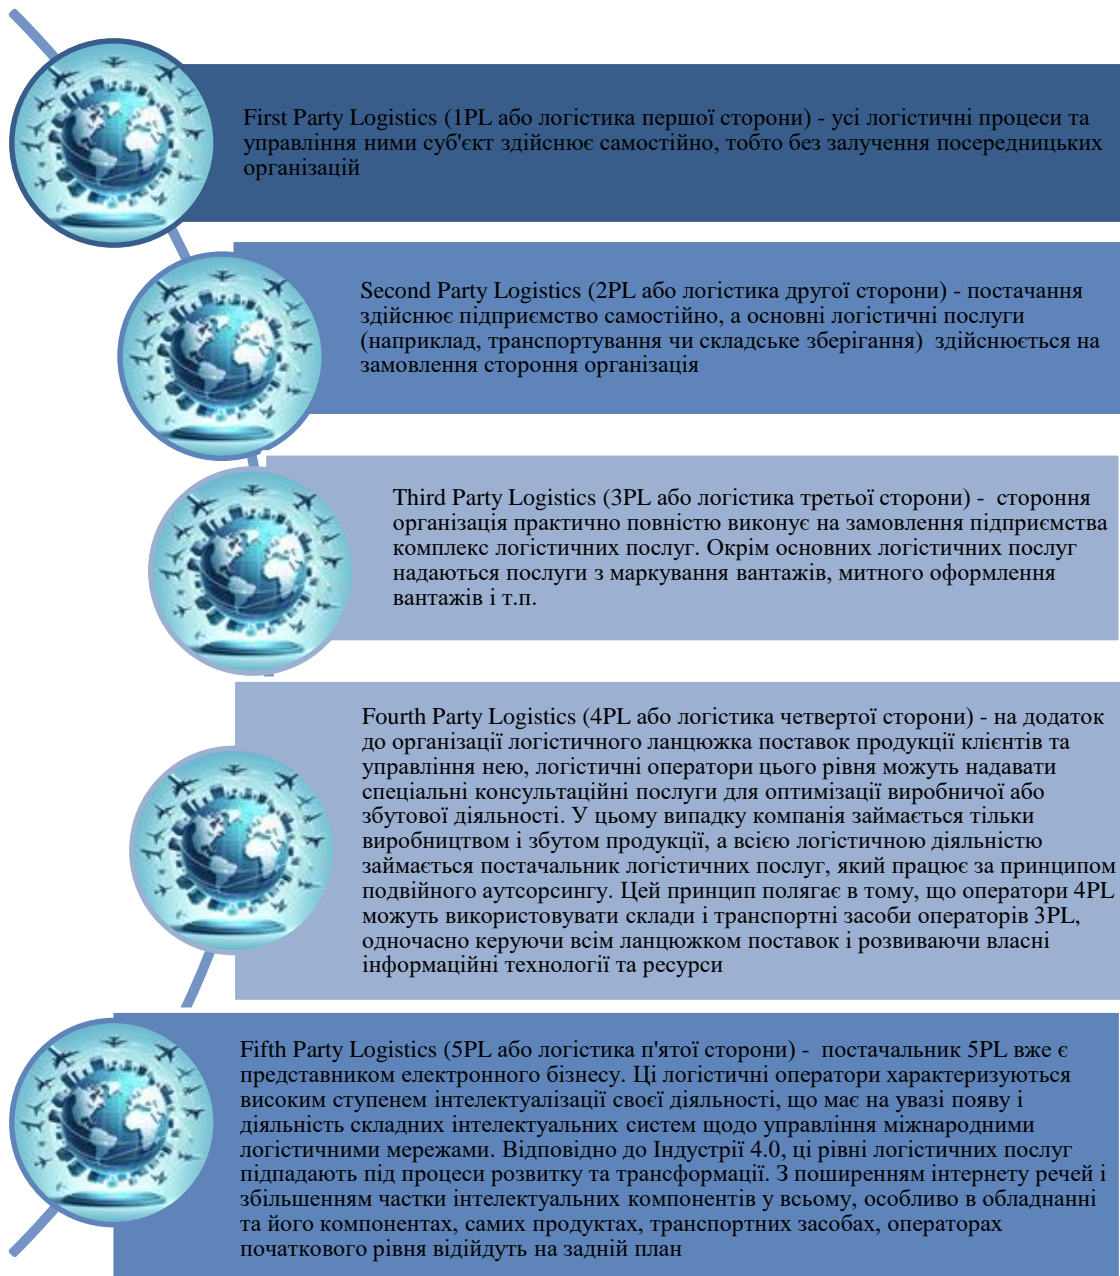 First Party Logistics (1PL або логістика першої сторони) - усі логістичні процеси та
управління ними суб'єкт здійснює самостійно, тобто без залучення посередницьких
організацій
Second Party Logistics (2PL або логістика другої сторони) - постачання
здійснює підприємство самостійно, а основні логістичні послуги
(наприклад, транспортування чи складське зберігання)  здійснюється на
замовлення стороння організація
Third Party Logistics (3PL або логістика третьої сторони) -  стороння
організація практично повністю виконує на замовлення підприємства
комплекс логістичних послуг. Окрім основних логістичних послуг
надаються послуги з маркування вантажів, митного оформлення
вантажів і т.п.
Fourth Party Logistics (4PL або логістика четвертої сторони) - на додаток
до організації логістичного ланцюжка поставок продукції клієнтів та
управління нею, логістичні оператори цього рівня можуть надавати
спеціальні консультаційні послуги для оптимізації виробничої або
збутової діяльності. У цьому випадку компанія займається тільки
виробництвом і збутом продукції, а всією логістичною діяльністю
займається постачальник логістичних послуг, який працює за принципом
подвійного аутсорсингу. Цей принцип полягає в тому, що оператори 4PL
можуть використовувати склади і транспортні засоби операторів 3PL,
одночасно керуючи всім ланцюжком поставок і розвиваючи власні
інформаційні технології та ресурси
Fifth Party Logistics (5PL або логістика п'ятої сторони) -  постачальник 5PL вже є
представником електронного бізнесу. Ці логістичні оператори характеризуються
високим ступенем інтелектуалізації своєї діяльності, що має на увазі появу і
діяльність складних інтелектуальних систем щодо управління міжнародними
логістичними мережами. Відповідно до Індустрії 4.0, ці рівні логістичних послуг
підпадають під процеси розвитку та трансформації. З поширенням інтернету речей і
збільшенням частки інтелектуальних компонентів у всьому, особливо в обладнанні
та його компонентах, самих продуктах, транспортних засобах, операторах
початкового рівня відійдуть на задній план